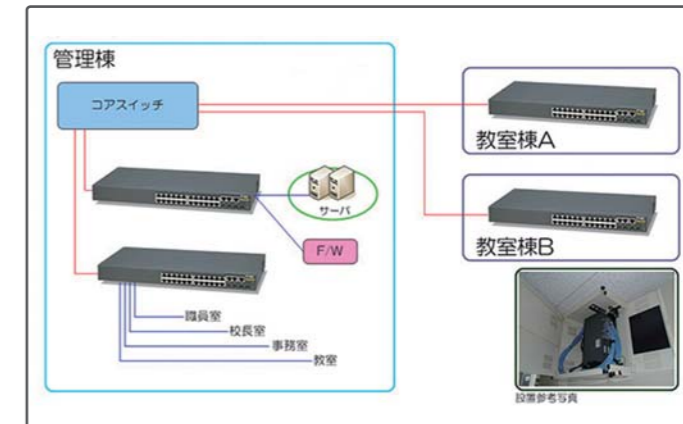 管理棟
コアスイッチ
サーバ
F/W
職員室
校長室
事務室
教室
教室棟A
教室棟B
設置参考写真